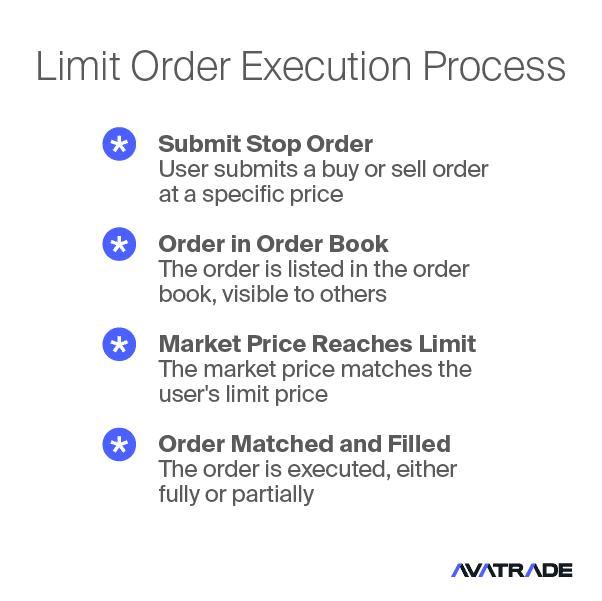 Limit Order Execution Process
Submit Stop Order
User submits a buy or sell order
at a specific price
Order in Order Book
The order is listed in the order
book, visible to others
Market Price Reaches Limit
The market price matches the
user's limit price
Order Matched and Filled
The order is executed, either
fully or partially
AVATRADE